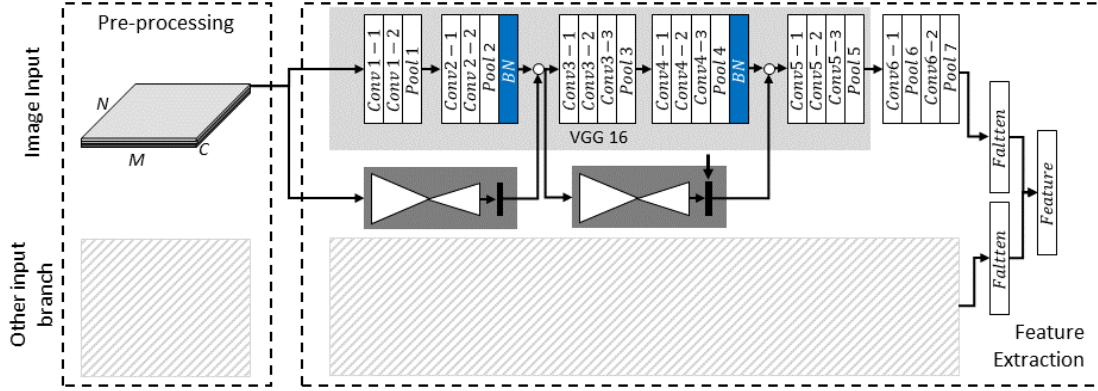 Pre-processing
Image Input
N
M
C
Conv 1 − 1
Conv 1 − 2
Pool 1
Conv2 − 1
Conv 2 − 2
Pool 2
BN
Conv3 − 1
Conv3 − 2
Conv3 − 3
Pool 3
Conv4 − 1
Conv4 − 2
Conv4 − 3
Pool 4
BN
Conv5 − 1
Conv5 − 2
Conv5 − 3
Pool 5
Conv6 − 1
Pool 6
Conv6 − 2
Pool 7
VGG 16
Faltten
Feature
Faltten
Other input
branch
Feature
Extraction